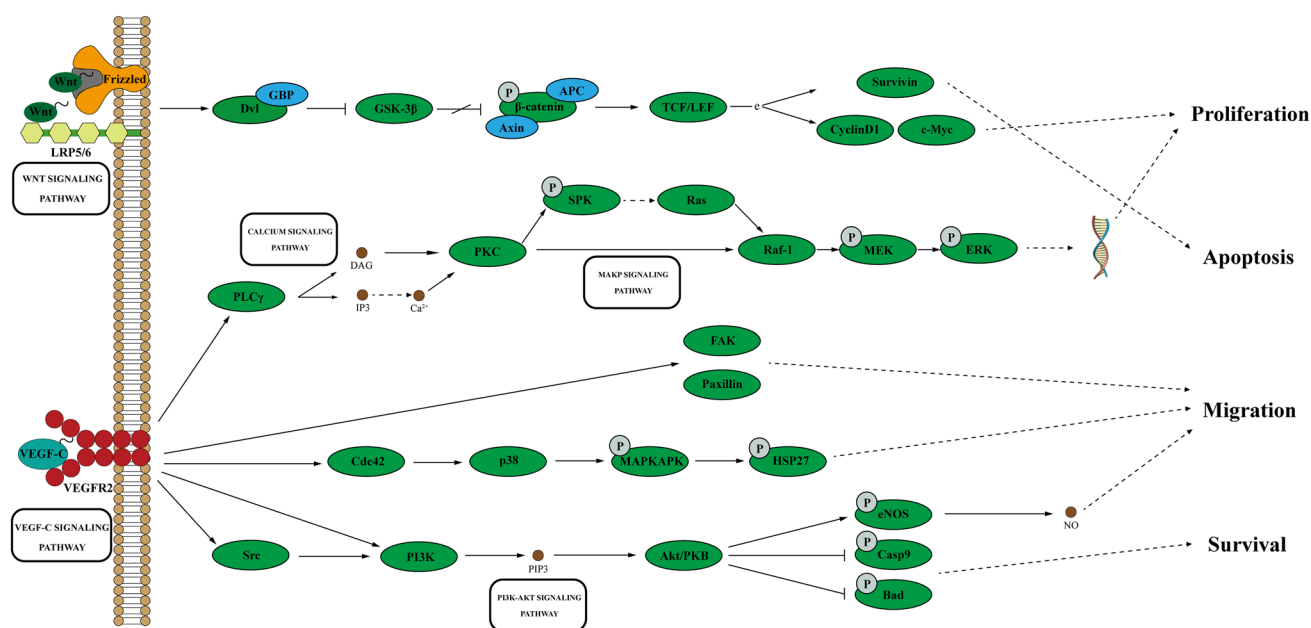 Wnt
Frizzled
Wnt
LRP5/6
WNT SIGNALING
PATHWAY
GBP
Dvl
GSK-3β
P
APC
β-catenin
Axin
TCF/LEF
e
Survivin
CyclinD1
c-Myc
Proliferation
CALCIUM SIGNALING
PATHWAY
P
SPK
Ras
DAG
PKC
Raf-1
P
MEK
P
ERK
Apoptosis
MAKP SIGNALING
PATHWAY
PLCγ
IP3
Ca²⁺
FAK
Paxillin
Migration
VEGF-C
VEGFR2
Cdc42
p38
P
MAPKAPK
P
HSP27
VEGF-C SIGNALING
PATHWAY
Src
PI3K
PIP3
Akt/PKB
P
eNOS
NO
P
Casp9
P
Bad
Survival
PI3K-AKT SIGNALING
PATHWAY